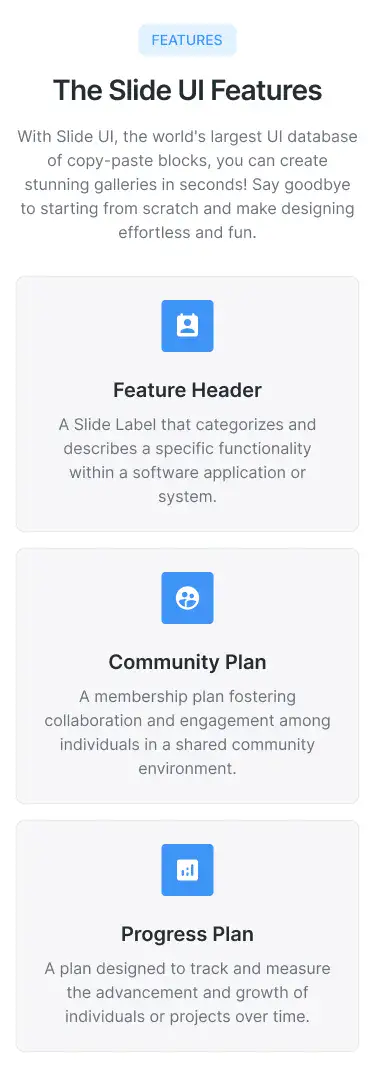 FEATURES
The Slide UI Features
With Slide UI, the world's largest UI database
of copy-paste blocks, you can create
stunning galleries in seconds! Say goodbye
to starting from scratch and make designing
effortless and fun.
Feature Header
A Slide Label that categorizes and
describes a specific functionality
within a software application or
system.
Community Plan
A membership plan fostering
collaboration and engagement among
individuals in a shared community
environment.
Progress Plan
A plan designed to track and measure
the advancement and growth of
individuals or projects over time.